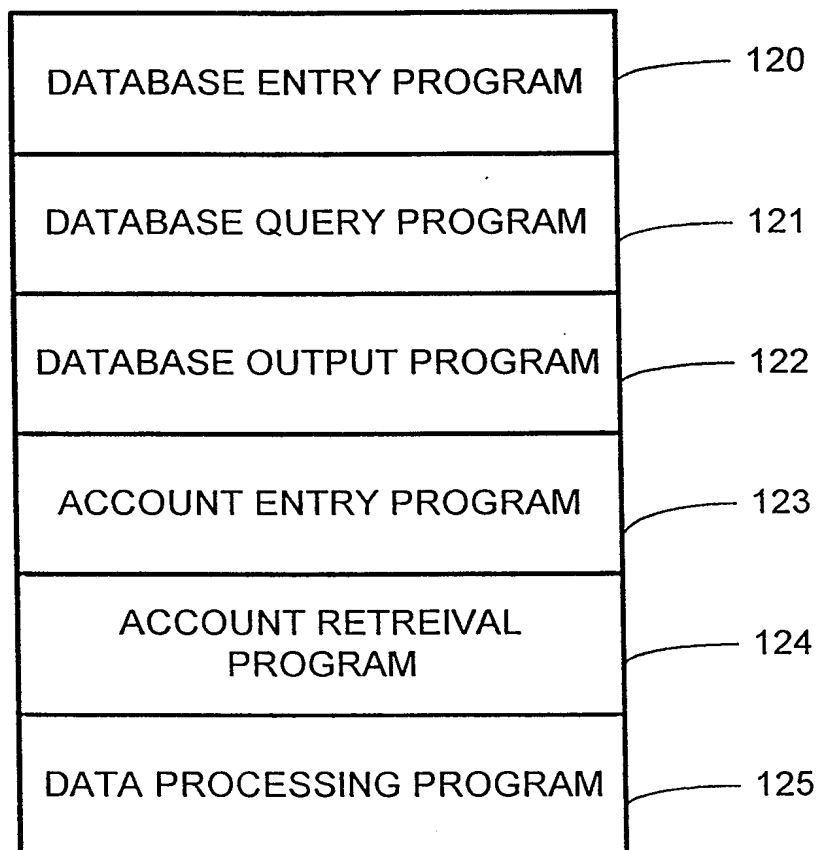 DATABASE ENTRY PROGRAM 120
DATABASE QUERY PROGRAM 121
DATABASE OUTPUT PROGRAM 122
ACCOUNT ENTRY PROGRAM 123
ACCOUNT RETREIVAL
PROGRAM 124
DATA PROCESSING PROGRAM 125